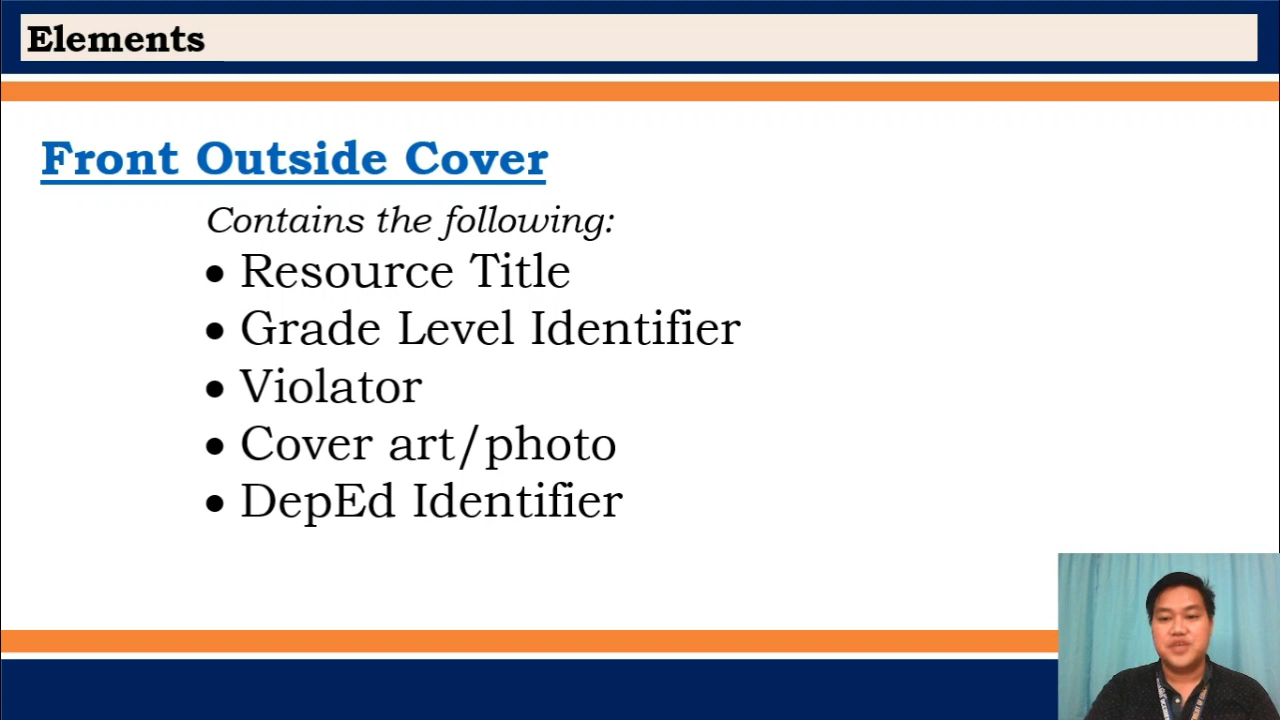 Elements
Front Outside Cover
Contains the following:
• Resource Title
• Grade Level Identifier
• Violator
• Cover art/photo
• DepEd Identifier